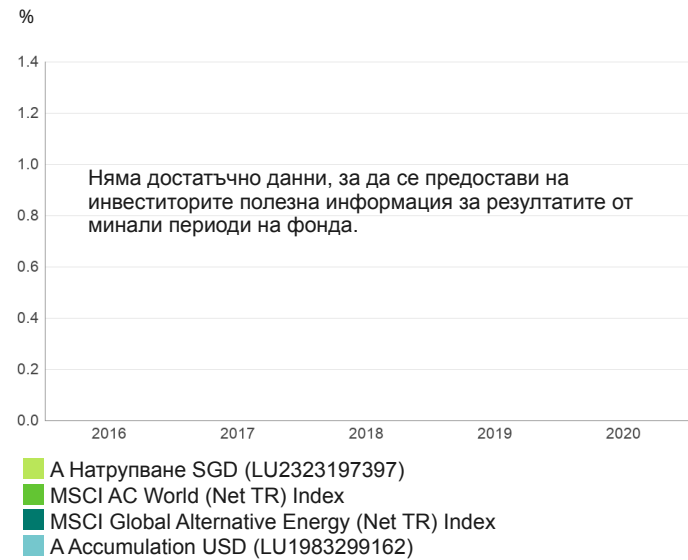 %
1.4
1.2
1.0
Няма достатъчно данни, за да се предостави на
инвеститорите полезна информация за резултатите от
минали периоди на фонда.
0.8
0.6
0.4
0.2
0.0
2016 2017 2018 2019 2020
А Натрупване SGD (LU2323197397)
MSCI AC World (Net TR) Index
MSCI Global Alternative Energy (Net TR) Index
A Accumulation USD (LU1983299162)